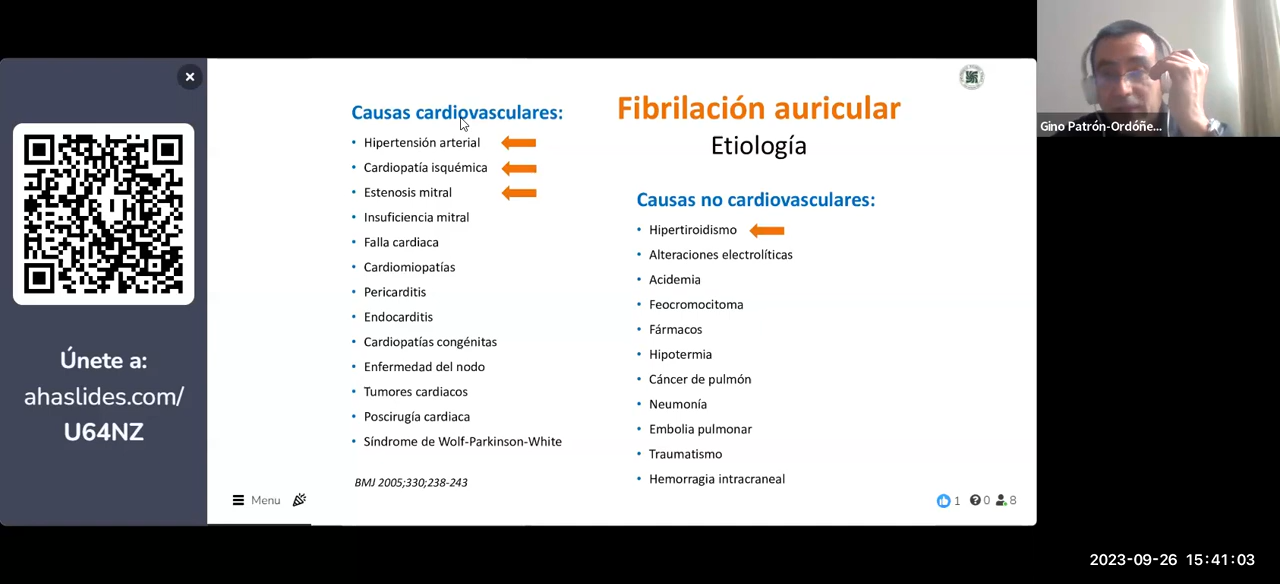 Causas cardiovasculares:
• Hipertensión arterial
• Cardiopatía isquémica
• Estenosis mitral
• Insuficiencia mitral
• Falla cardiaca
• Cardiomiopatías
• Pericarditis
• Endocarditis
• Cardiopatías congénitas
• Enfermedad del nodo
• Tumores cardiacos
• Poscirugía cardiaca
• Síndrome de Wolf-Parkinson-White
BMJ 2005;330;238-243
Fibrilación auricular
Etiología
Causas no cardiovasculares:
• Hipertiroidismo
• Alteraciones electrolíticas
• Acidemia
• Feocromocitoma
• Fármacos
• Hipotermia
• Cáncer de pulmón
• Neumonía
• Embolia pulmonar
• Traumatismo
• Hemorragia intracraneal
Únete a:
ahaslides.com/
U64NZ
Menu
1 0 8
Gino Patrón-Ordóñe...
2023-09-26 15:41:03